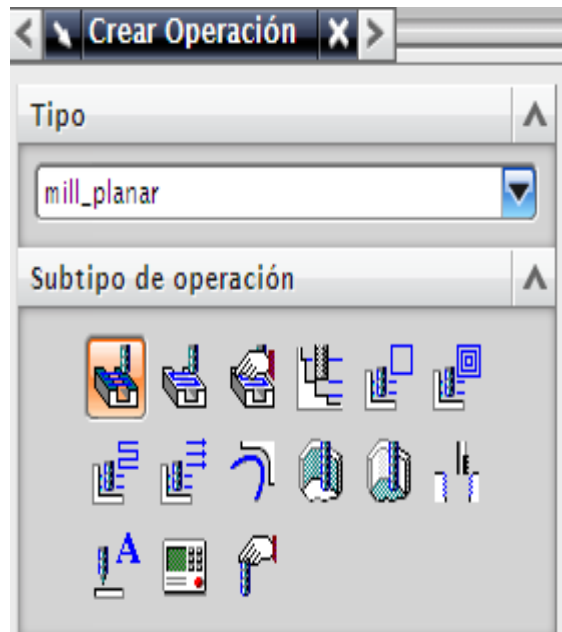 Crear Operación
Tipo
mill_planar
Subtipo de operación
A